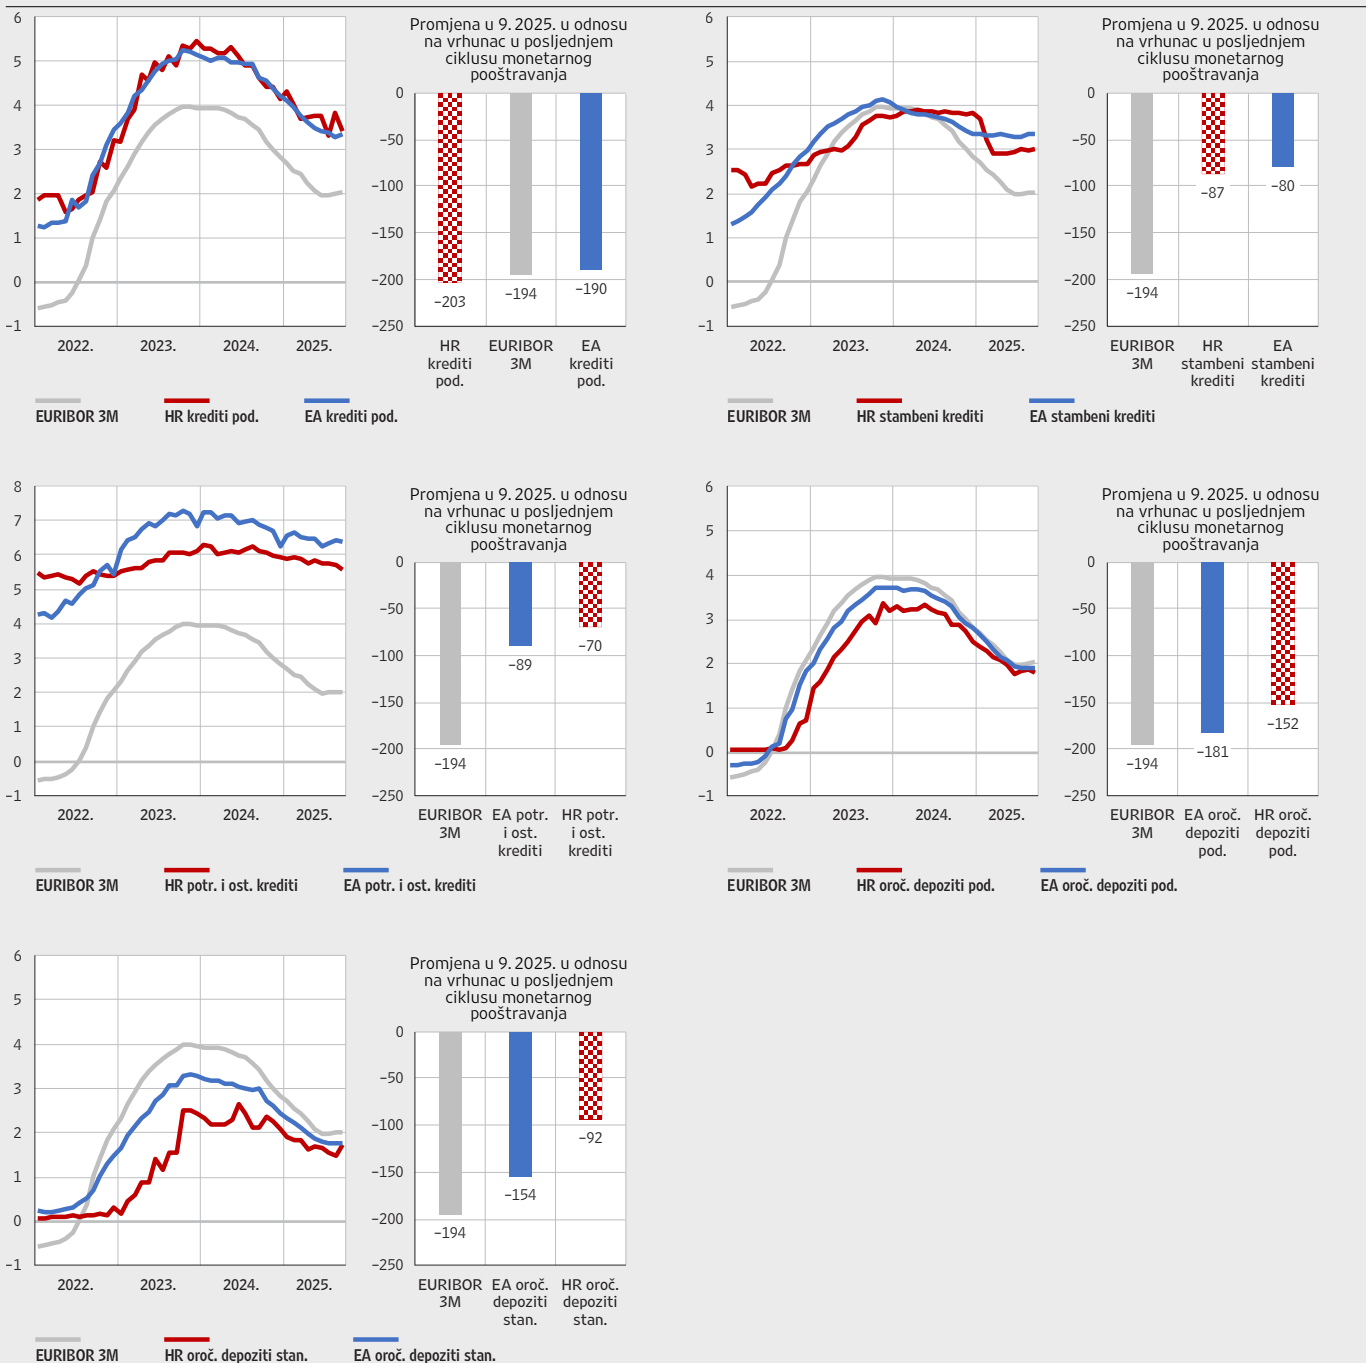 6
5
4
3
2
1
0
−1
2022.
2023.
2024.
2025.
EURIBOR 3M
HR krediti pod.
EA krediti pod.
Promjena u 9. 2025. u odnosu
na vrhunac u posljednjem
ciklusu monetarnog
pooštravanja
0
−50
−100
−150
−200
−250
−203
−194
−190
HR
krediti
pod.
EURIBOR
3M
EA
krediti
pod.
6
5
4
3
2
1
0
−1
2022.
2023.
2024.
2025.
EURIBOR 3M
HR stambeni krediti
EA stambeni krediti
Promjena u 9. 2025. u odnosu
na vrhunac u posljednjem
ciklusu monetarnog
pooštravanja
0
−50
−100
−150
−200
−250
−194
−87
−80
EURIBOR
3M
HR
stambeni
krediti
EA
stambeni
krediti
8
7
6
5
4
3
2
1
0
−1
2022.
2023.
2024.
2025.
EURIBOR 3M
HR potr. i ost. krediti
EA potr. i ost. krediti
Promjena u 9. 2025. u odnosu
na vrhunac u posljednjem
ciklusu monetarnog
pooštravanja
0
−50
−100
−150
−200
−250
−194
−89
−70
EURIBOR
3M
EA potr.
i ost.
krediti
HR potr.
i ost.
krediti
6
5
4
3
2
1
0
−1
2022.
2023.
2024.
2025.
EURIBOR 3M
HR oroč. depoziti pod.
EA oroč. depoziti pod.
Promjena u 9. 2025. u odnosu
na vrhunac u posljednjem
ciklusu monetarnog
pooštravanja
0
−50
−100
−150
−200
−250
−194
−181
−152
EURIBOR
3M
EA oroč.
depoziti
pod.
HR oroč.
depoziti
pod.
6
5
4
3
2
1
0
−1
2022.
2023.
2024.
2025.
EURIBOR 3M
HR oroč. depoziti stan.
EA oroč. depoziti stan.
Promjena u 9. 2025. u odnosu
na vrhunac u posljednjem
ciklusu monetarnog
pooštravanja
0
−50
−100
−150
−200
−250
−194
−154
−92
EURIBOR
3M
EA oroč.
depoziti
stan.
HR oroč.
depoziti
stan.